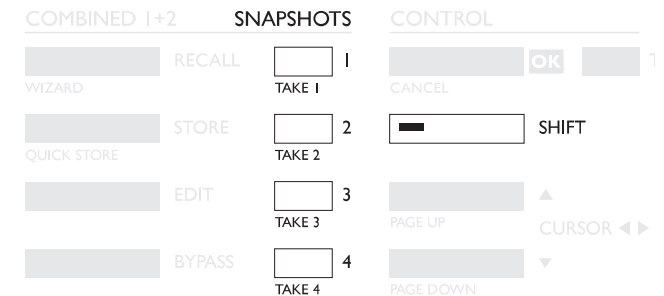 COMBINED 1+2 SNAPSHOTS CONTROL
RECALL 1 OK
WIZARD TAKE 1 CANCEL
STORE 2 SHIFT
QUICK STORE TAKE 2
EDIT 3 ▲
TAKE 3 PAGE UP
CURSOR ◀ ▶
BYPASS 4 ▼
TAKE 4 PAGE DOWN